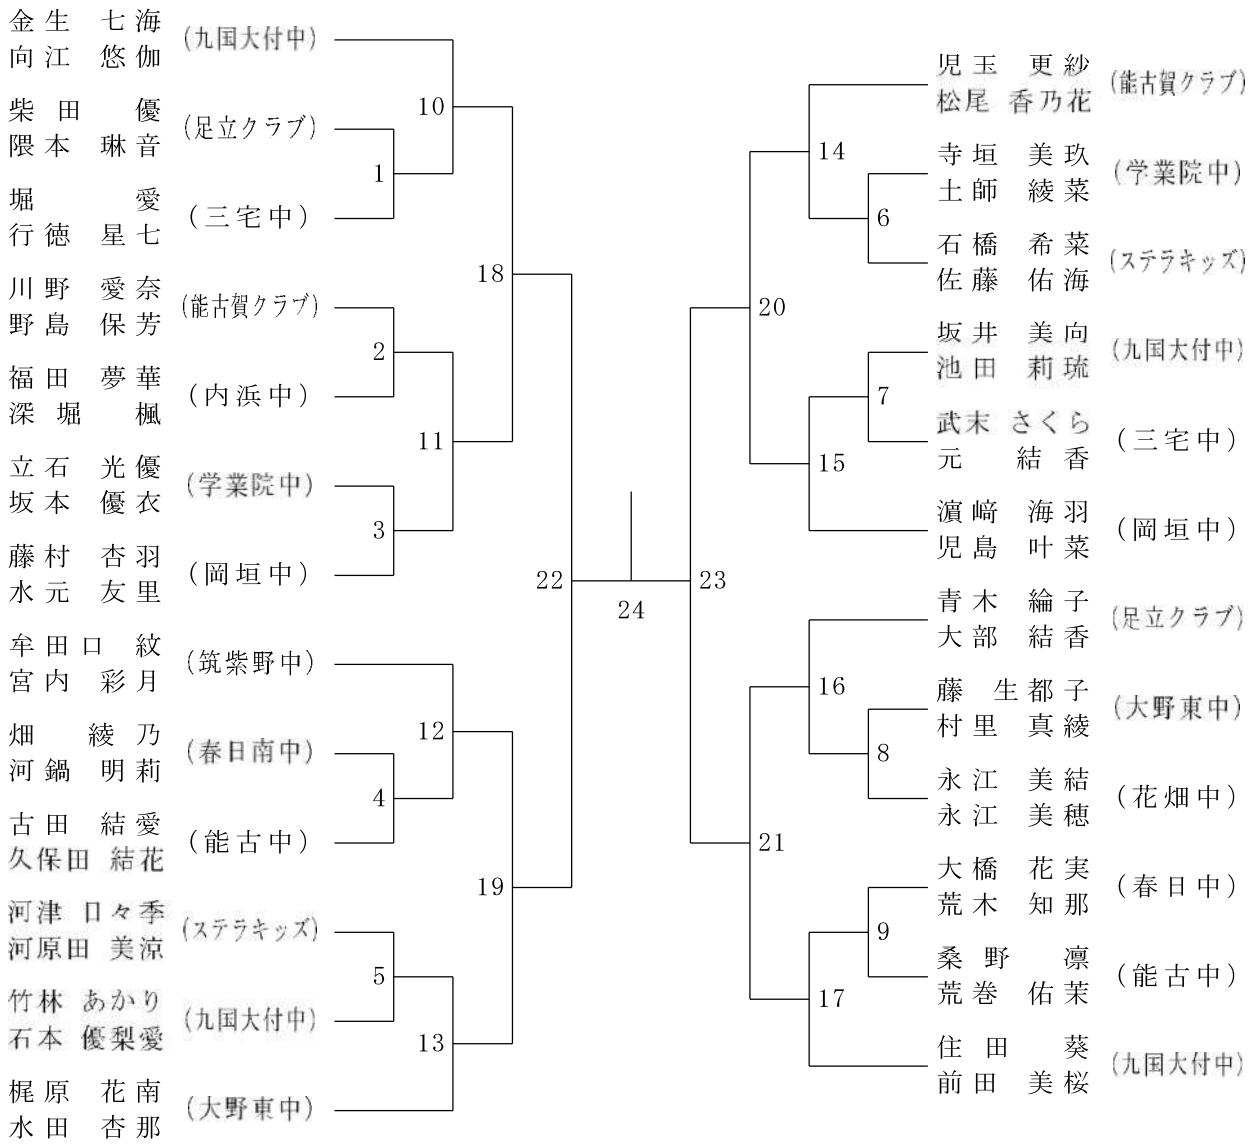 金生 七海
向江 悠伽
(九国大付中)
柴田 優
隈本 琳音
(足立クラブ)
堀 愛
行徳 星七
(三宅中)
川野 愛奈
野島 保芳
(能古賀クラブ)
福田 夢華
深堀 楓
(内浜中)
立石 光優
坂本 優衣
(学業院中)
藤村 杏羽
水元 友里
(岡垣中)
牟田口 紋
宮内 彩月
(筑紫野中)
畑 綾乃
河鍋 明莉
(春日南中)
古田 結愛
久保田 結花
(能古中)
河津 日々季
河原田 美涼
(ステラキッズ)
竹林 あかり
石本 優梨愛
(九国大付中)
梶原 花南
水田 杏那
(大野東中)
10
1
18
2
11
3
22
12
4
19
5
13
24
14
6
20
7
15
23
16
8
21
9
17
児玉 更紗
松尾 香乃花
(能古賀クラブ)
寺垣 美玖
土師 綾菜
(学業院中)
石橋 希菜
佐藤 佑海
(ステラキッズ)
坂井 美向
池田 莉琉
(九国大付中)
武末 さくら
元 結香
(三宅中)
濵﨑 海羽
児島 叶菜
(岡垣中)
青木 綸子
大部 結香
(足立クラブ)
藤 生都子
村里 真綾
(大野東中)
永江 美結
永江 美穂
(花畑中)
大橋 花実
荒木 知那
(春日中)
桑野 凛
荒巻 佑茉
(能古中)
住田 葵
前田 美桜
(九国大付中)